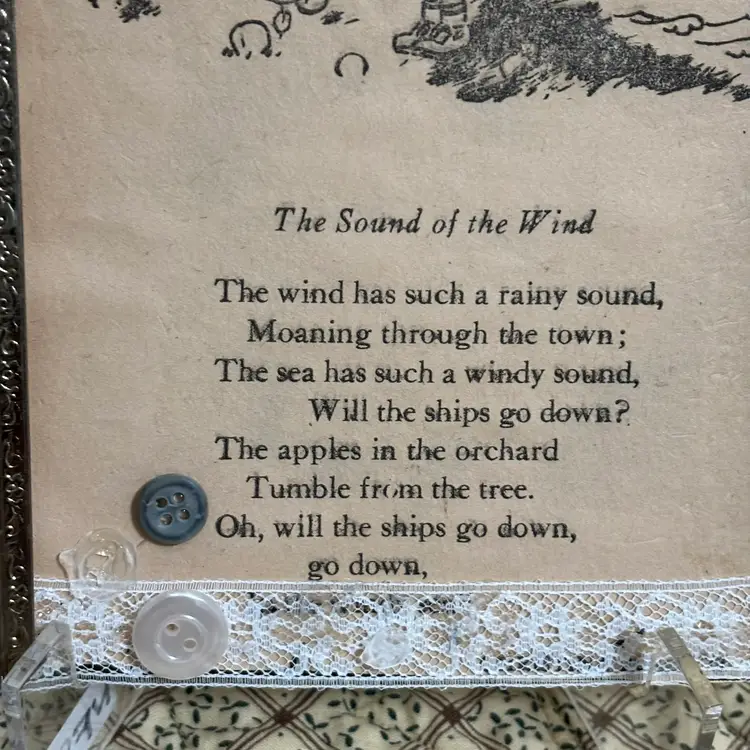 The Sound of the Wind
The wind has such a rainy sound,
Moaning through the town;
The sea has such a windy sound,
Will the ships go down?
The apples in the orchard
Tumble from the tree.
Oh, will the ships go down,
go down,